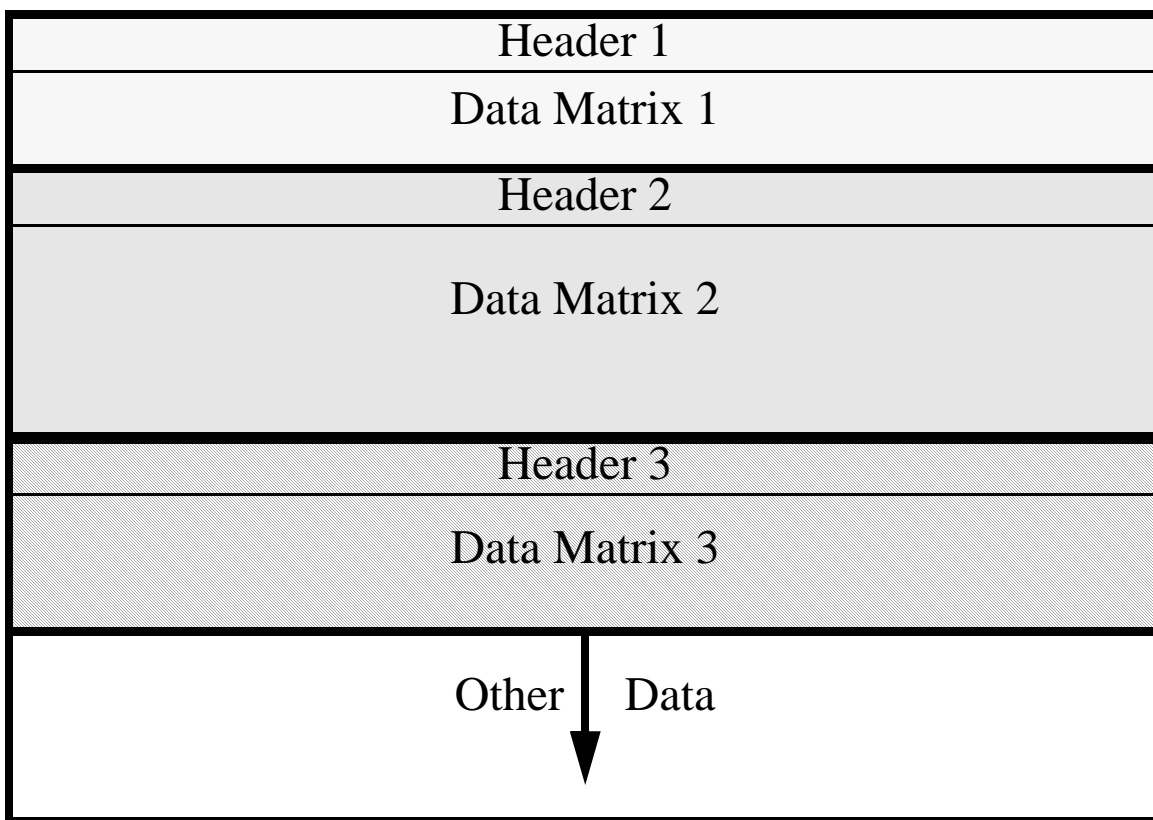 Header 1
Data Matrix 1
Header 2
Data Matrix 2
Header 3
Data Matrix 3
Other Data